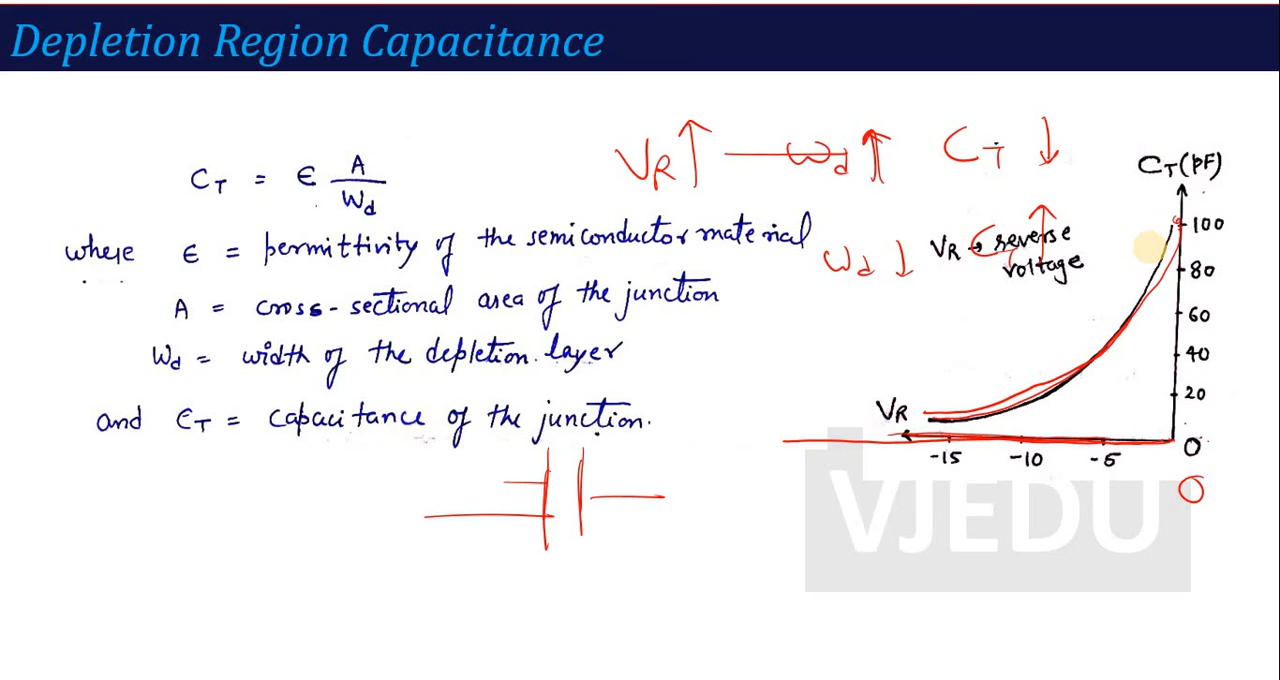 Depletion Region Capacitance
VR ↑ — Wd ↑ CT ↓
CT = ϵ A / Wd
CT (PF)
where ϵ = permittivity of the semiconductor material
Wd ↓ CT ↑
VR → reverse
voltage
A = cross-sectional area of the junction
Wd = width of the depletion layer
and CT = capacitance of the junction.
100
80
60
40
20
0
VR
-15 -10 -5
0
VJEDU